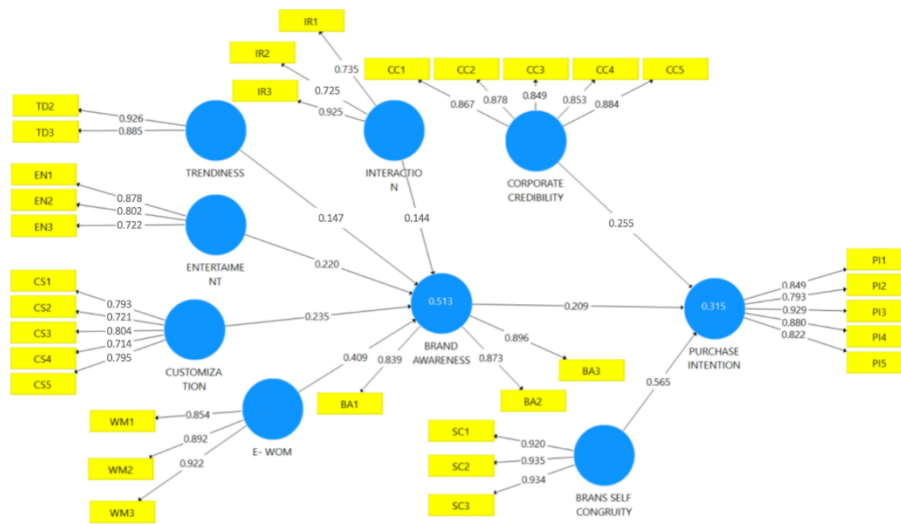 IR1
IR2
IR3
0.735
0.725
0.925
CC1
CC2
CC3
CC4
CC5
0.867
0.878
0.849
0.853
0.884
TD2
TD3
0.926
0.885
TRENDINESS
INTERACTIO
N
CORPORATE
CREDIBILITY
EN1
EN2
EN3
0.878
0.802
0.722
ENTERTAIME
NT
0.147
0.144
0.255
0.220
CS1
CS2
CS3
CS4
CS5
0.793
0.721
0.804
0.714
0.795
CUSTOMIZA
TION
0.235
0.513
BRAND
AWARENESS
0.209
0.315
PURCHASE
INTENTION
PI1
PI2
PI3
PI4
PI5
0.849
0.793
0.929
0.880
0.822
0.409
0.839
0.873
0.896
BA1
BA2
BA3
0.565
WM1
WM2
WM3
0.854
0.892
0.922
E- WOM
SC1
SC2
SC3
0.920
0.935
0.934
BRANS SELF
CONGRUITY